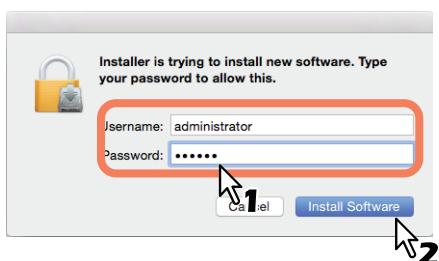 Installer is trying to install new software. Type
your password to allow this.
Username: administrator
Password: ••••••
1
Cancel Install Software
2